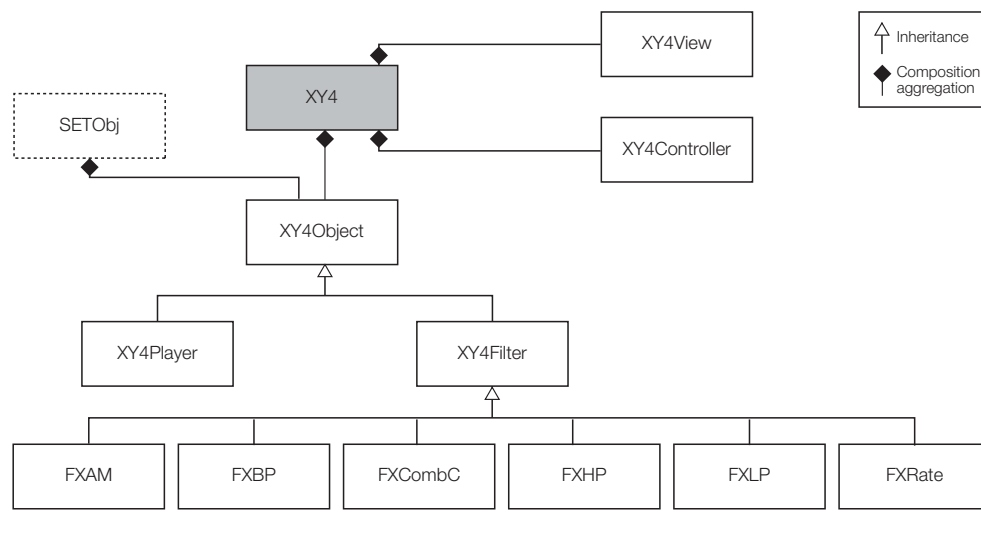 XY4View
Inheritance
Composition
aggregation
XY4
SETObj
XY4Controller
XY4Object
XY4Player
XY4Filter
FXAM
FXBP
FXCombC
FXHP
FXLP
FXRate